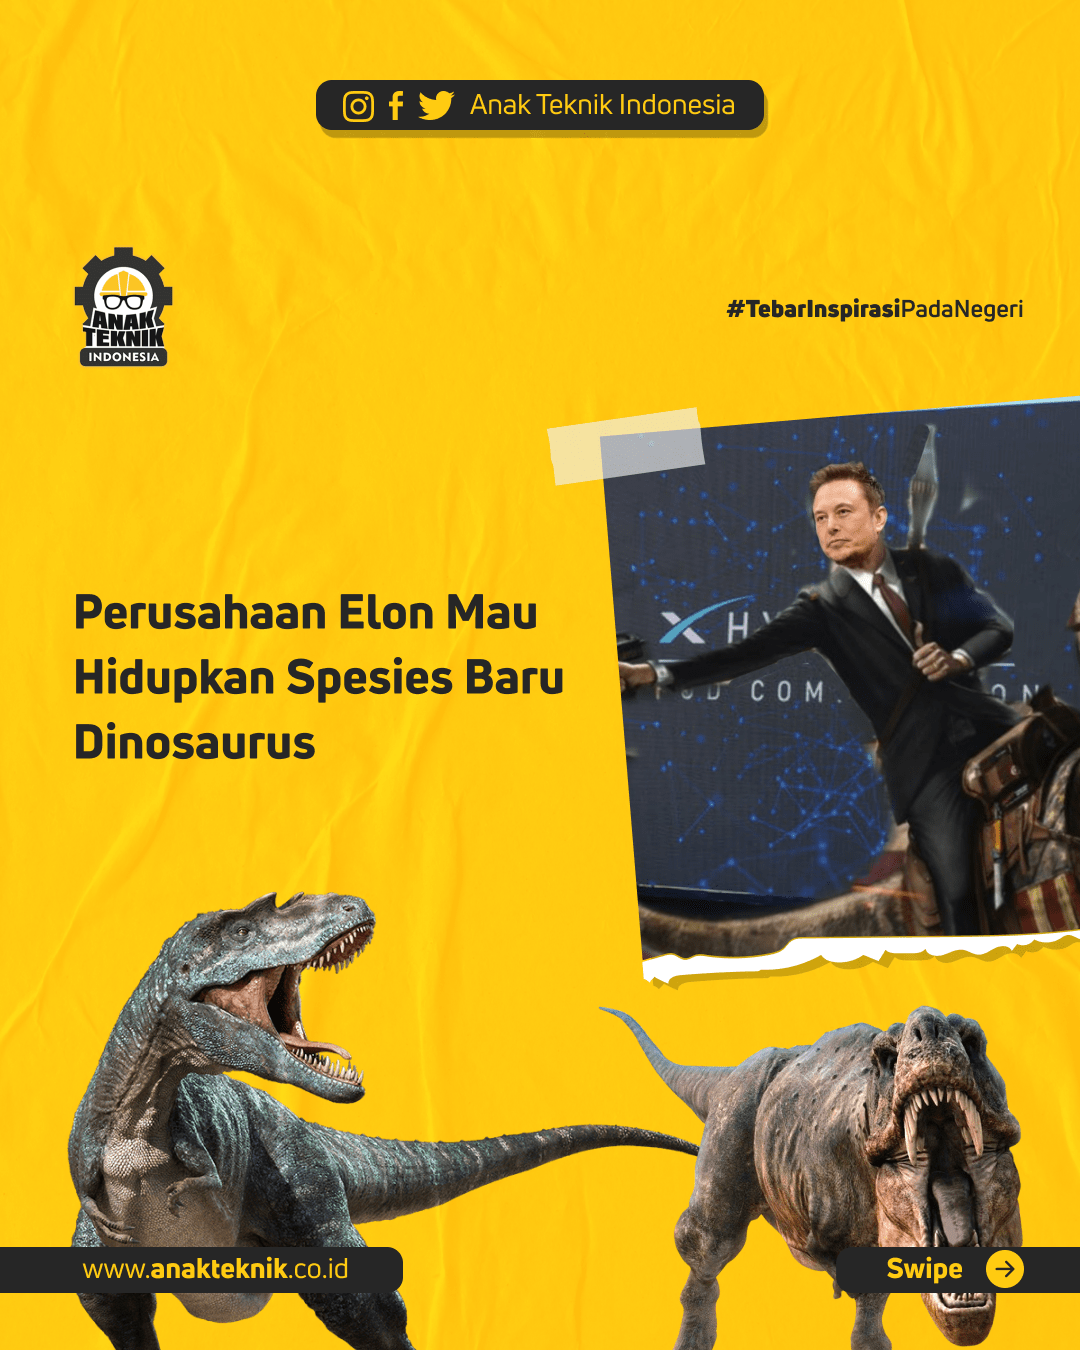 Anak Teknik Indonesia
ANAK
TEKNIK
INDONESIA
#TebarInspirasiPadaNegeri
Perusahaan Elon Mau
Hidupkan Spesies Baru
Dinosaurus
www.anakteknik.co.id
Swipe